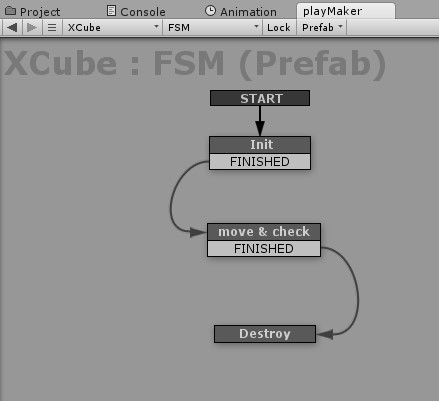 Project Console Animation playMaker
XCube FSM Lock Prefab
XCube : FSM (Prefab)
START
Init
FINISHED
move & check
FINISHED
Destroy